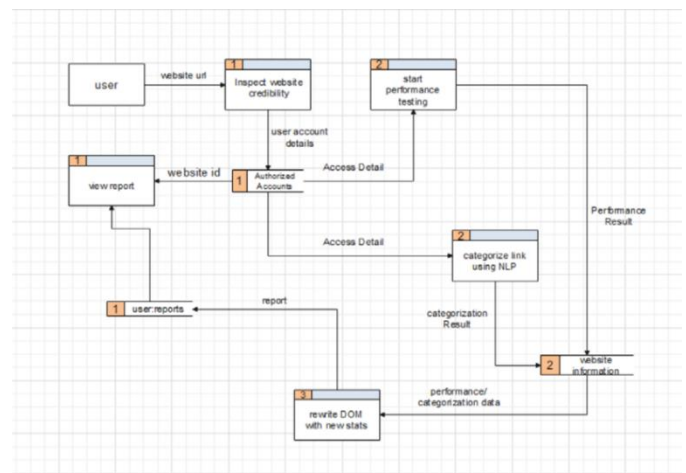 1
2
user
website url
Inspect website
credibility
start
performance
testing
user account
details
1
view report
website id
1
Authorized
Accounts
Access Detail
Performance
Result
2
Access Detail
categorize link
using NLP
1
user:reports
report
categorization
Result
2
website
information
3
rewrite DOM
with new stats
performance/
categorization data